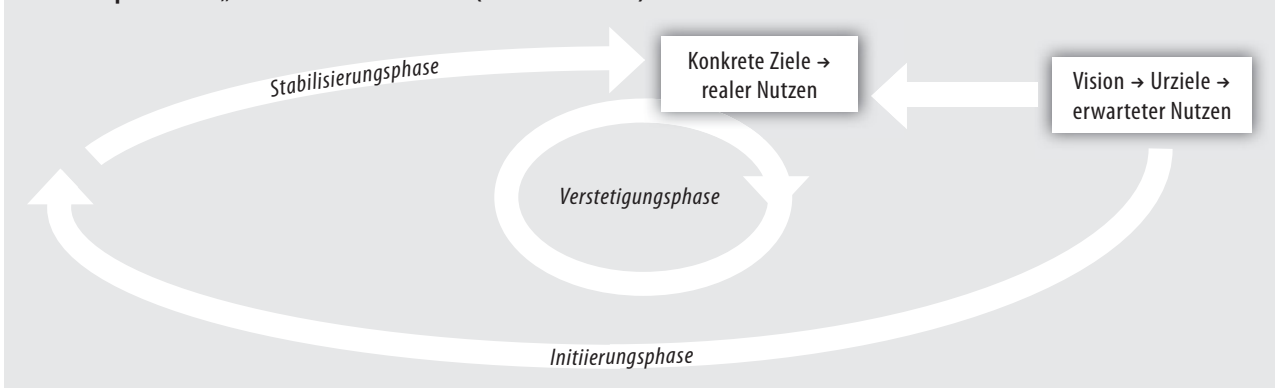 Stabilisierungsphase
Konkrete Ziele →
realer Nutzen
Vision → Urziele →
erwarteter Nutzen
Verstetigungsphase
Initiierungsphase